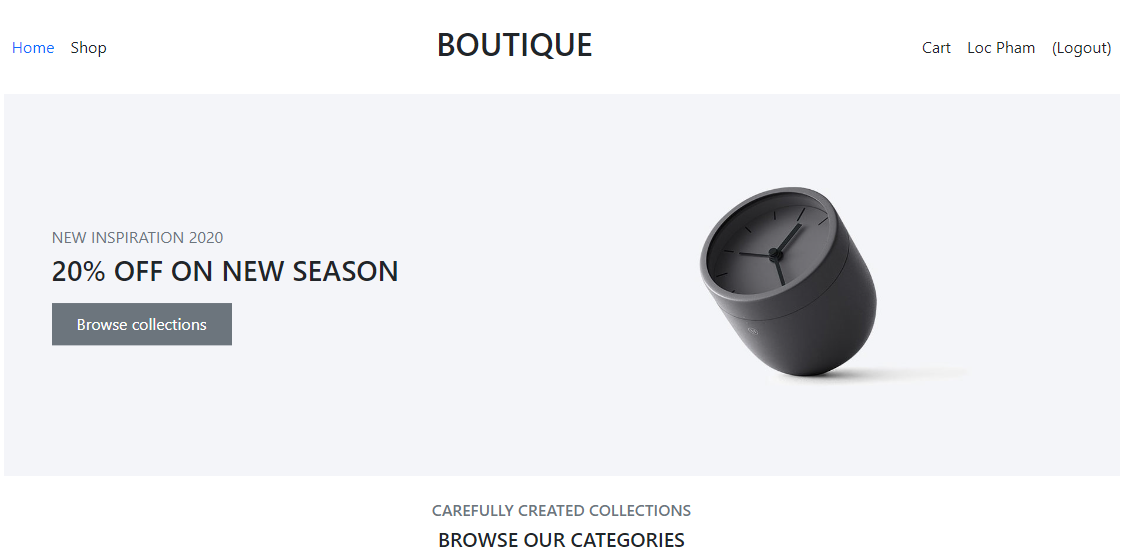 Home Shop BOUTIQUE Cart Loc Pham (Logout)
NEW INSPIRATION 2020
20% OFF ON NEW SEASON
Browse collections
CAREFULLY CREATED COLLECTIONS
BROWSE OUR CATEGORIES